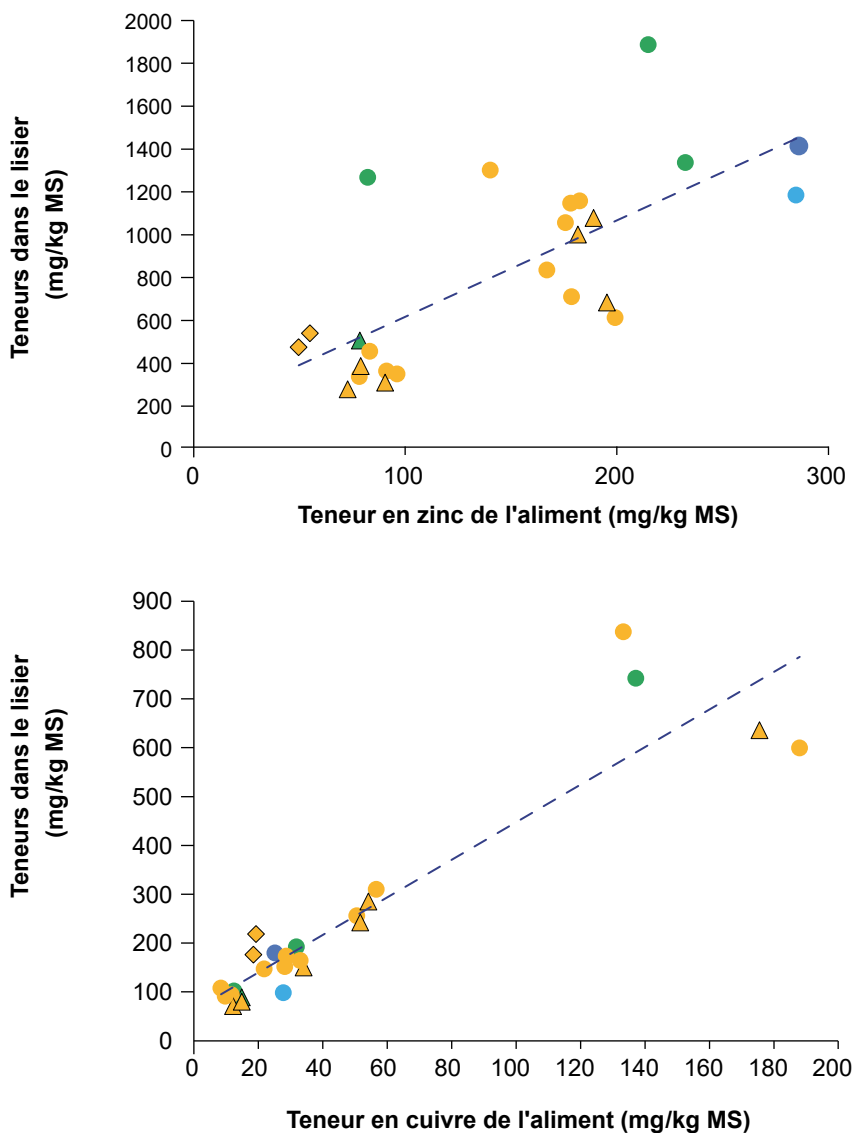 2000
1800
1600
1400
1200
1000
800
600
400
200
0
Teneurs dans le lisier
(mg/kg MS)
0 100 200 300
Teneur en zinc de l'aliment (mg/kg MS)
900
800
700
600
500
400
300
200
100
0
Teneurs dans le lisier
(mg/kg MS)
0 20 40 60 80 100 120 140 160 180 200
Teneur en cuivre de l'aliment (mg/kg MS)